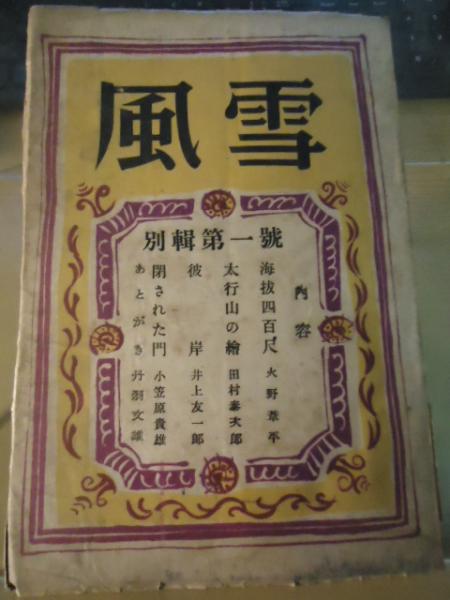 風雪
別輯第一號
內容
海拔四百尺 火野葦平
太行山の繪 田村泰次郎
彼岸 井上友一郎
閉された門 小笠原貴雄
あとがき 丹羽文雄